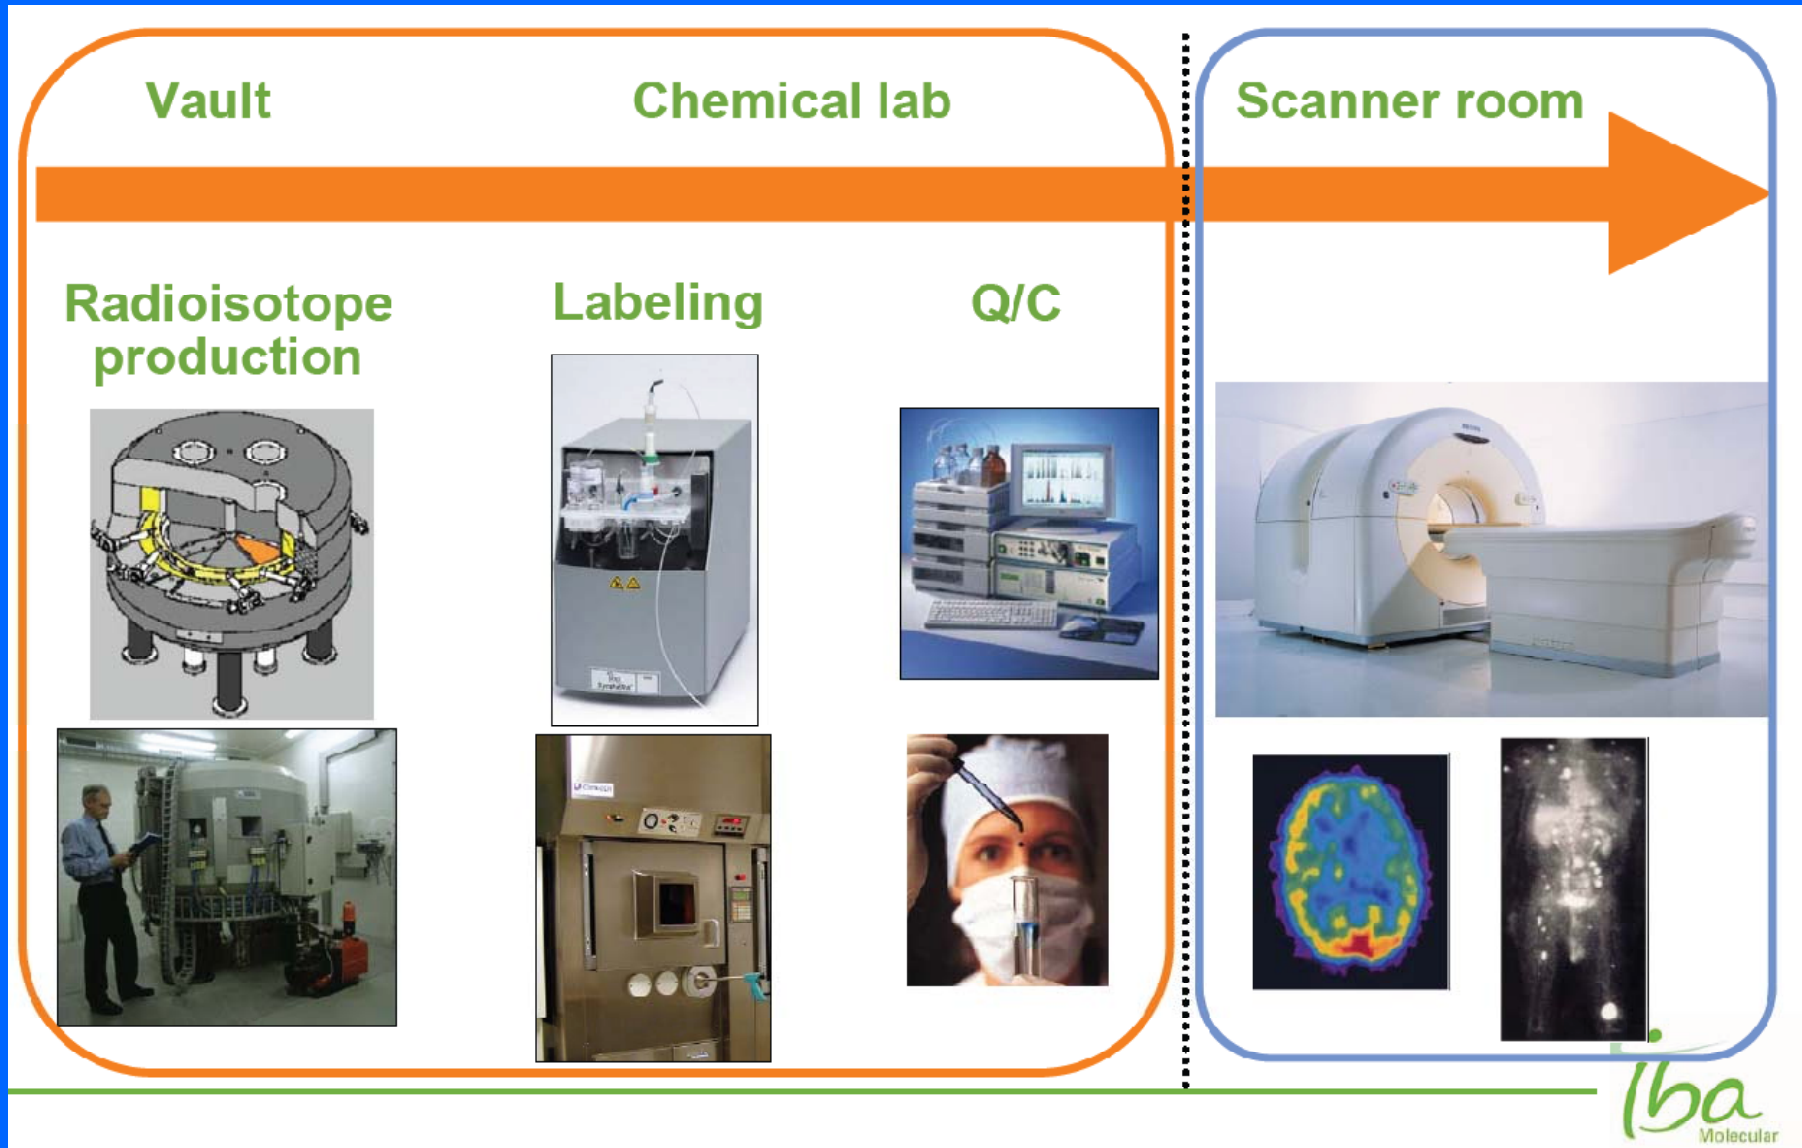 Vault
Chemical lab
Scanner room
Radioisotope
production
Labeling
Q/C
iba
Molecular